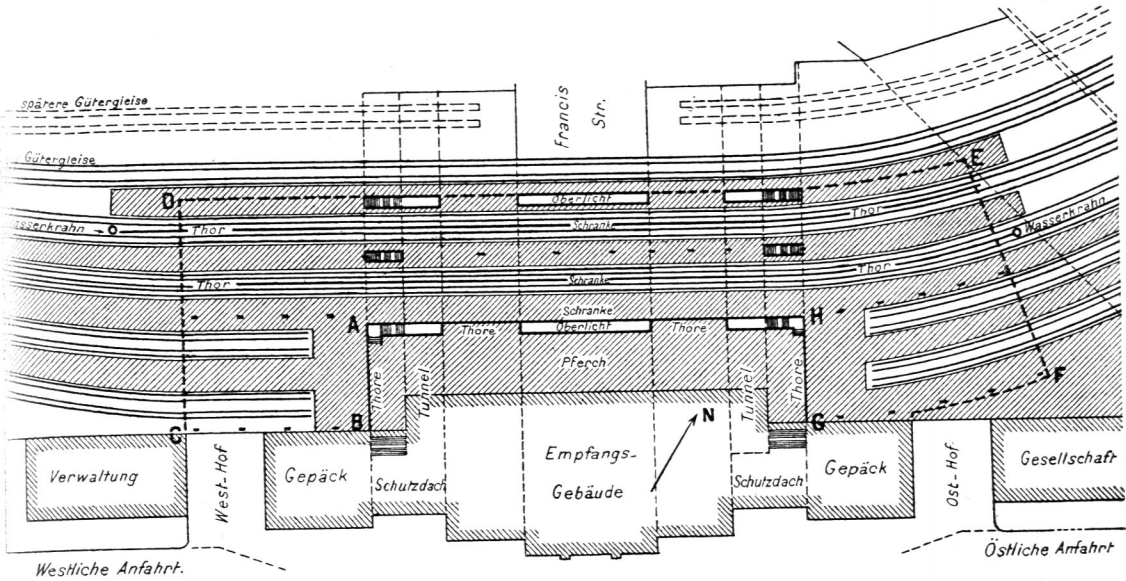 spätere Gütergleise
Francis
Str.
Gütergleise
E
D
Oberlicht
Wasserkrahn
Thor
Schranke
Thor
Wasserkrahn
Thor
Schranke
Thor
Schranke
A
H
Thore
Oberlicht
Thore
Pferch
Thore
Tunnel
Tunnel
Thore
F
C
B
N
G
Verwaltung
West-Hof
Gepäck
Schutzdach
Empfangs-
Gebäude
Schutzdach
Gepäck
Ost-Hof
Gesellschaft
Westliche Anfahrt.
Östliche Anfahrt